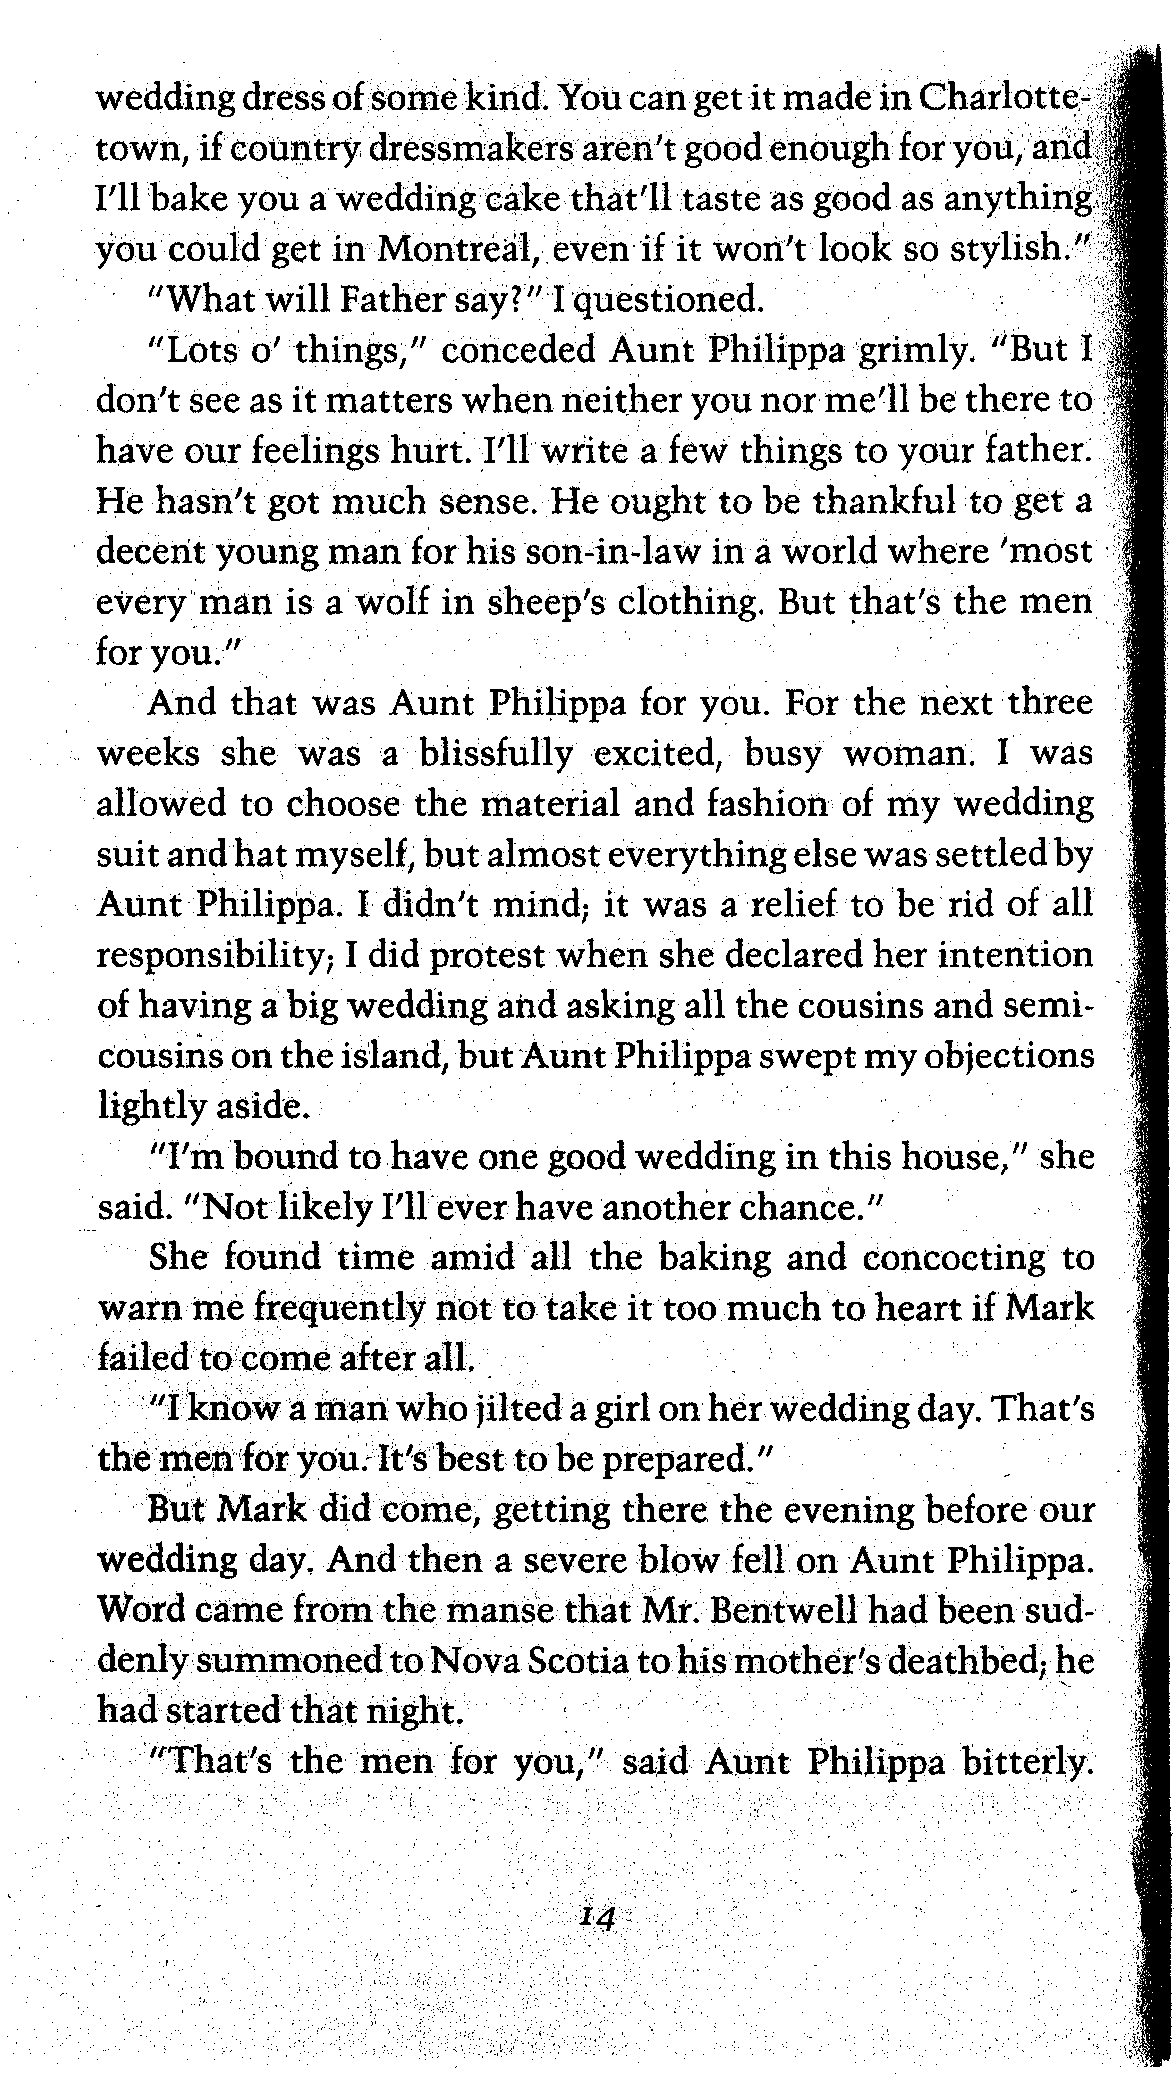 wedding dress of some kind. You can get it made in Charlotte-
town, if country dressmakers aren't good enough for you, and
I'll bake you a wedding cake that'll taste as good as anything
you could get in Montreal, even if it won't look so stylish."
"What will Father say?" I questioned.
"Lots o' things," conceded Aunt Philippa grimly. "But I
don't see as it matters when neither you nor me'll be there to
have our feelings hurt. I'll write a few things to your father.
He hasn't got much sense. He ought to be thankful to get a
decent young man for his son-in-law in a world where 'most
every man is a wolf in sheep's clothing. But that's the men
for you."
And that was Aunt Philippa for you. For the next three
weeks she was a blissfully excited, busy woman. I was
allowed to choose the material and fashion of my wedding
suit and hat myself, but almost everything else was settled by
Aunt Philippa. I didn't mind; it was a relief to be rid of all
responsibility; I did protest when she declared her intention
of having a big wedding and asking all the cousins and semi-
cousins on the island, but Aunt Philippa swept my objections
lightly aside.
"I'm bound to have one good wedding in this house," she
said. "Not likely I'll ever have another chance."
She found time amid all the baking and concocting to
warn me frequently not to take it too much to heart if Mark
failed to come after all.
"I know a man who jilted a girl on her wedding day. That's
the men for you. It's best to be prepared."
But Mark did come, getting there the evening before our
wedding day. And then a severe blow fell on Aunt Philippa.
Word came from the manse that Mr. Bentwell had been sud-
denly summoned to Nova Scotia to his mother's deathbed; he
had started that night.
"That's the men for you," said Aunt Philippa bitterly.
14